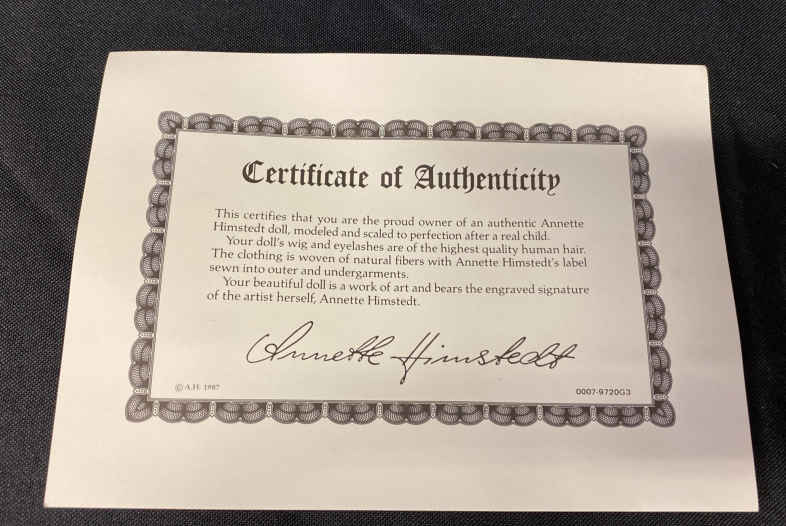 Certificate of Authenticity
This certifies that you are the proud owner of an authentic Annette
Himstedt doll, modeled and scaled to perfection after a real child.
Your doll's wig and eyelashes are of the highest quality human hair.
The clothing is woven of natural fibers with Annette Himstedt's label
sewn into outer and undergarments.
Your beautiful doll is a work of art and bears the engraved signature
of the artist herself, Annette Himstedt.
Annette Himstedt
© A.H. 1987
0007-9720G3